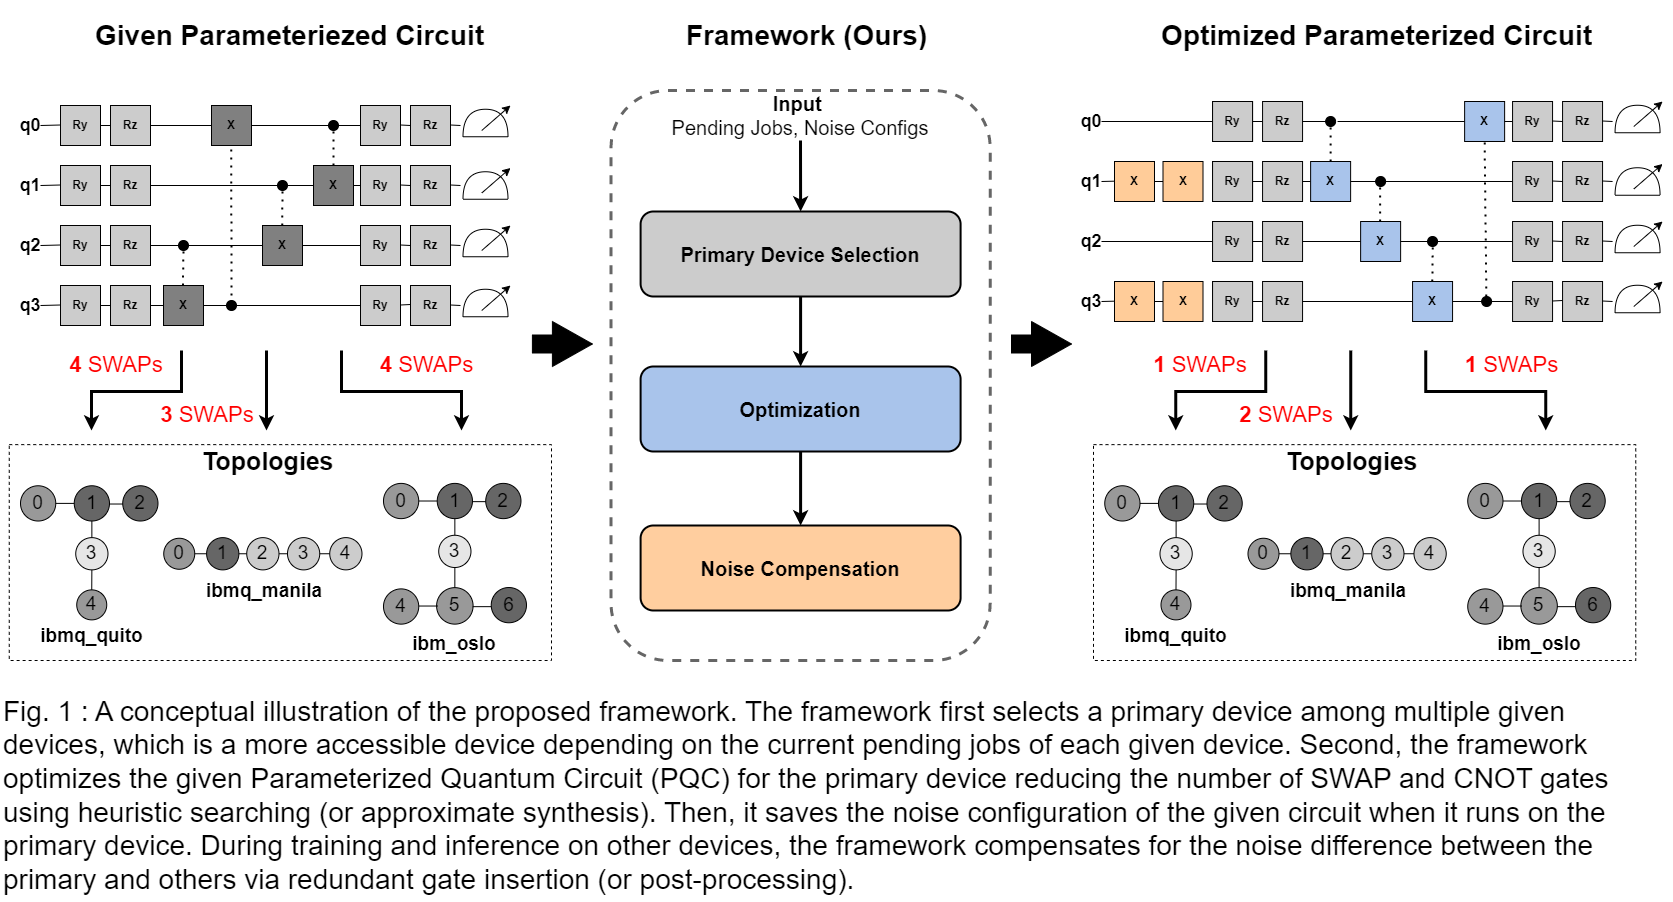 Given Parameteriezed Circuit
q0 Ry Rz X Ry Rz
q1 Ry Rz X Ry Rz
q2 Ry Rz X Ry Rz
q3 Ry Rz X Ry Rz
4 SWAPs
3 SWAPs
4 SWAPs
Topologies
0 1 2
3
4
ibmq_quito
0 1 2 3 4
ibmq_manila
0 1 2
3
4 5 6
ibm_oslo
Framework (Ours)
Input
Pending Jobs, Noise Configs
Primary Device Selection
Optimization
Noise Compensation
Optimized Parameterized Circuit
q0 Ry Rz X Ry Rz
q1 X X Ry Rz X Ry Rz
q2 Ry Rz X Ry Rz
q3 X X Ry Rz X Ry Rz
1 SWAPs
2 SWAPs
1 SWAPs
Topologies
0 1 2
3
4
ibmq_quito
0 1 2 3 4
ibmq_manila
0 1 2
3
4 5 6
ibm_oslo
Fig. 1 : A conceptual illustration of the proposed framework. The framework first selects a primary device among multiple given
devices, which is a more accessible device depending on the current pending jobs of each given device. Second, the framework
optimizes the given Parameterized Quantum Circuit (PQC) for the primary device reducing the number of SWAP and CNOT gates
using heuristic searching (or approximate synthesis). Then, it saves the noise configuration of the given circuit when it runs on the
primary device. During training and inference on other devices, the framework compensates for the noise difference between the
primary and others via redundant gate insertion (or post-processing).